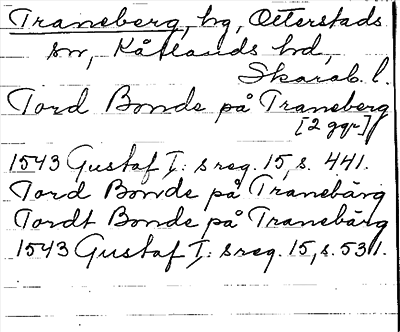 Traneberg, hg, Otterstads
sn, Kållands hd,
Skarab. l.
Tord Bonde på Traneberg
[2 ggr]
1543 Gustaf I: s reg. 15, s. 441.
Tord Bonde på Tranebärg
Tordt Bonde på Tranebärg
1543 Gustaf I: s reg. 15, s. 531.